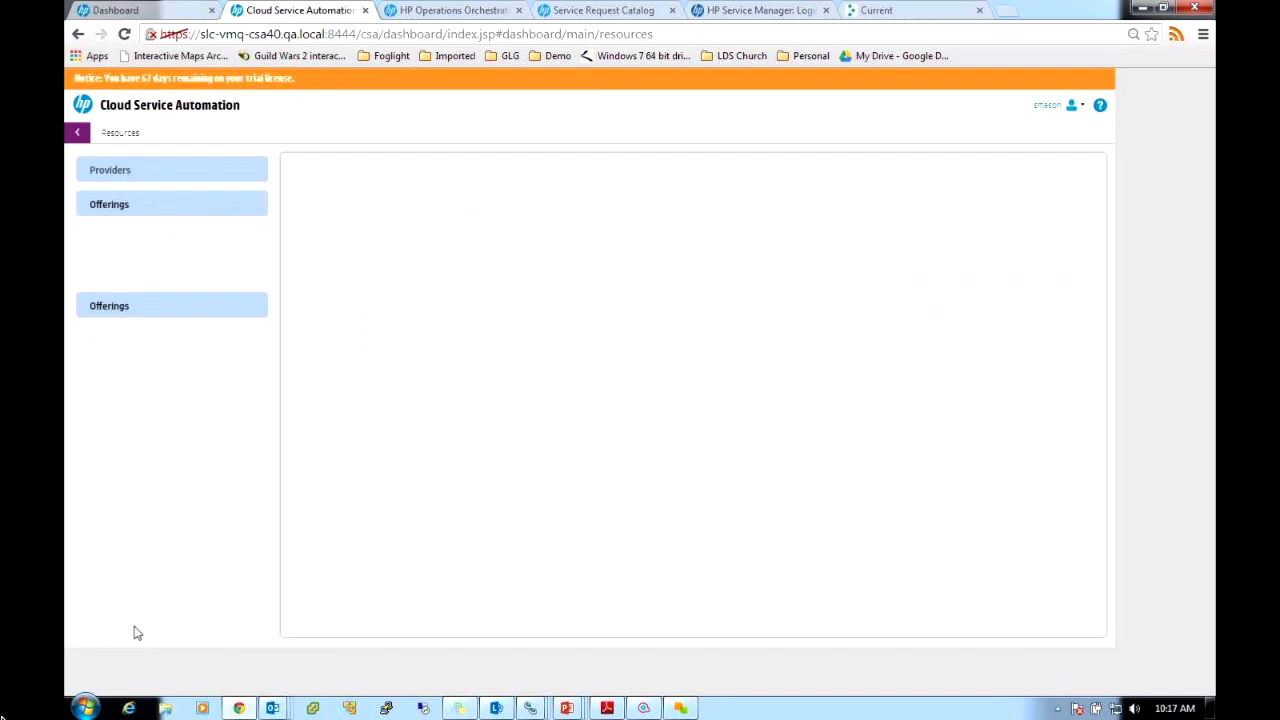 Dashboard
Cloud Service Automation
HP Operations Orchestrat
Service Request Catalog
HP Service Manager: Logi
Current
https://slc-vmq-csa40.qa.local:8444/csa/dashboard/index.jsp#dashboard/main/resources
Apps
Interactive Maps Arc...
Guild Wars 2 interac...
Foglight
Imported
GLG
Demo
Windows 7 64 bit dri...
LDS Church
Personal
My Drive - Google D...
Notice: You have 67 days remaining on your trial license.
hp
Cloud Service Automation
smason
Resources
Providers
Offerings
Offerings
10:17 AM